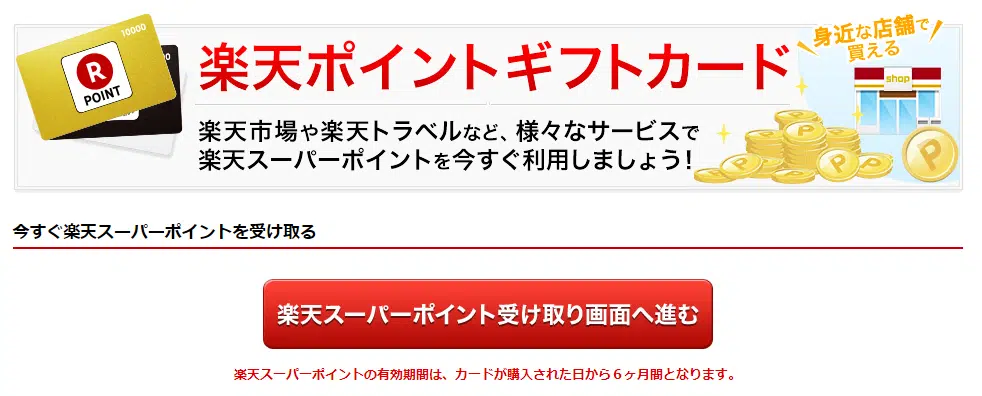 10000
R
POINT
楽天ポイントギフトカード
身近な店舗で
買える
shop
楽天市場や楽天トラベルなど、様々なサービスで
楽天スーパーポイントを今すぐ利用しましょう!
P
P
P
今すぐ楽天スーパーポイントを受け取る
楽天スーパーポイント受け取り画面へ進む
楽天スーパーポイントの有効期間は、カードが購入された日から6ヶ月間となります。